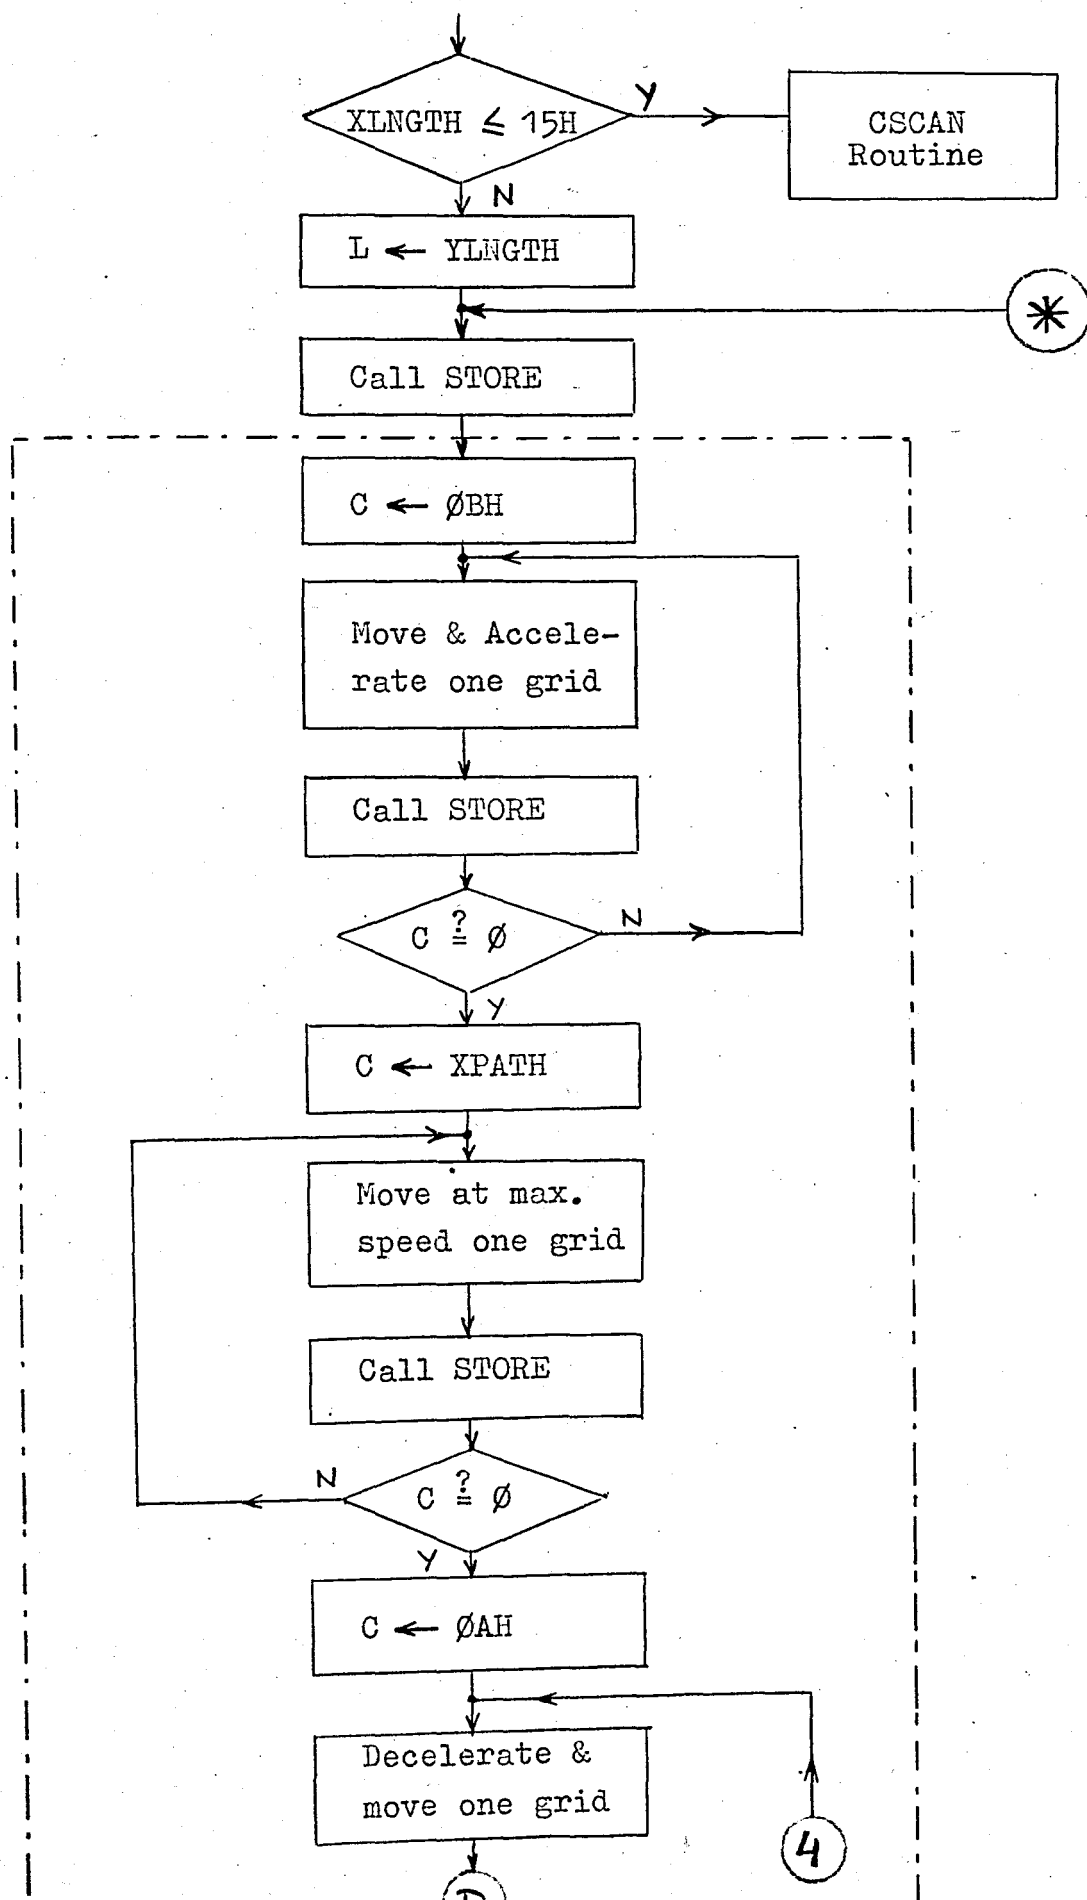 XLNGTH ≤ 15H
Y
CSCAN
Routine
N
L ← YLNGTH
*
Call STORE
C ← ØBH
Move & Accele-
rate one grid
Call STORE
C ≟ Ø
N
Y
C ← XPATH
Move at max.
speed one grid
Call STORE
N
C ≟ Ø
Y
C ← ØAH
Decelerate &
move one grid
4